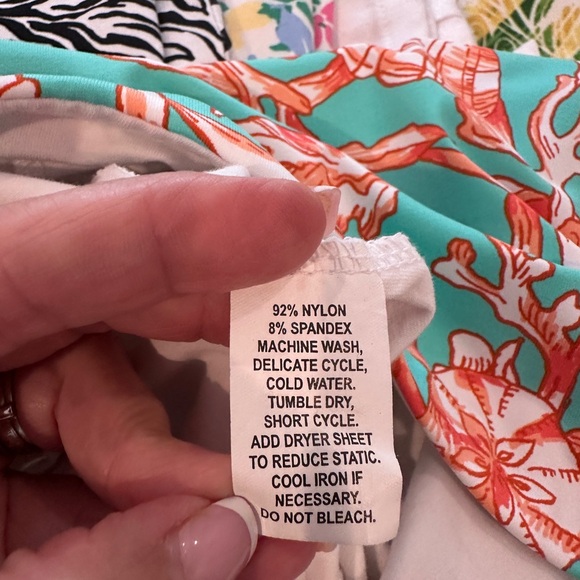 92% NYLON
8% SPANDEX
MACHINE WASH,
DELICATE CYCLE,
COLD WATER.
TUMBLE DRY,
SHORT CYCLE.
ADD DRYER SHEET
TO REDUCE STATIC.
COOL IRON IF
NECESSARY.
DO NOT BLEACH.